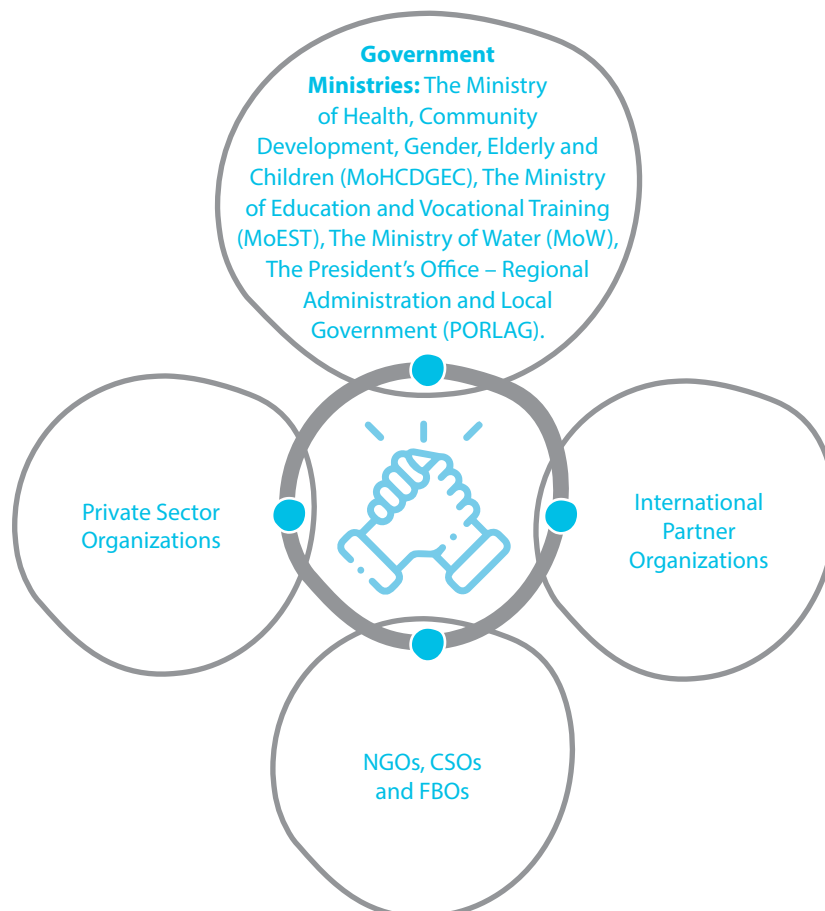 Government
Ministries: The Ministry
of Health, Community
Development, Gender, Elderly and
Children (MoHCDGEC), The Ministry
of Education and Vocational Training
(MoEST), The Ministry of Water (MoW),
The President’s Office – Regional
Administration and Local
Government (PORLAG).
Private Sector
Organizations
International
Partner
Organizations
NGOs, CSOs
and FBOs